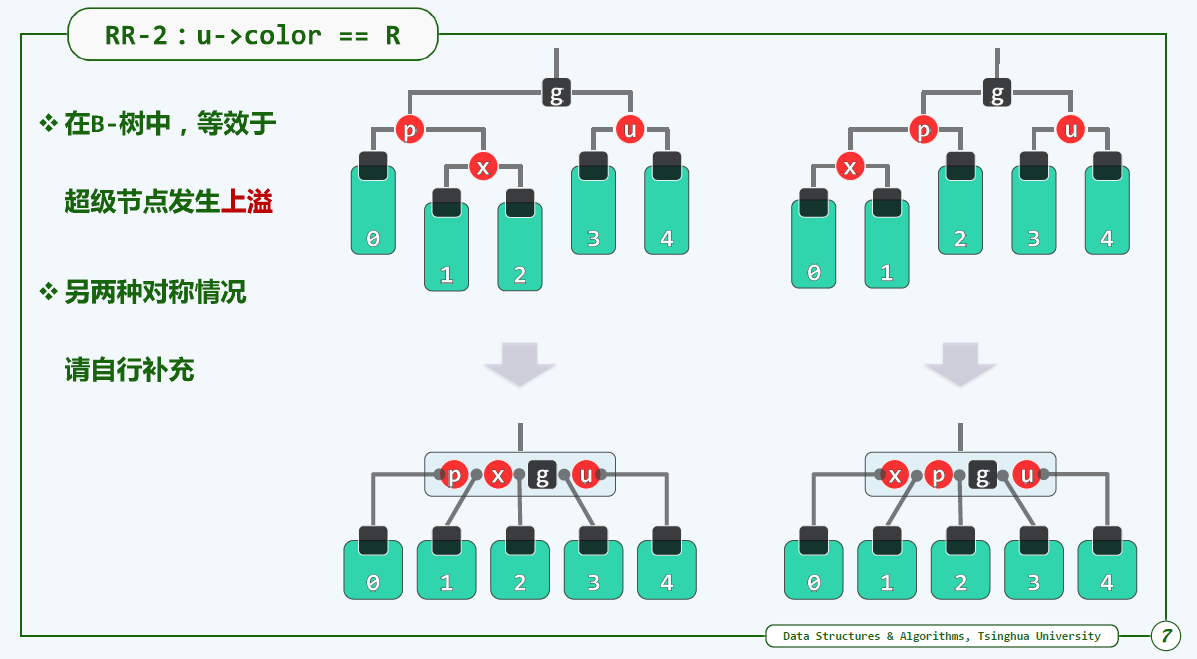 RR-2：u->color == R
❖ 在B-树中，等效于
超级节点发生上溢
❖ 另两种对称情况
请自行补充
g
p
u
x
0
3
4
1
2
g
p
u
x
2
3
4
0
1
p x g u
0 1 2 3 4
x p g u
0 1 2 3 4
Data Structures & Algorithms, Tsinghua University
7